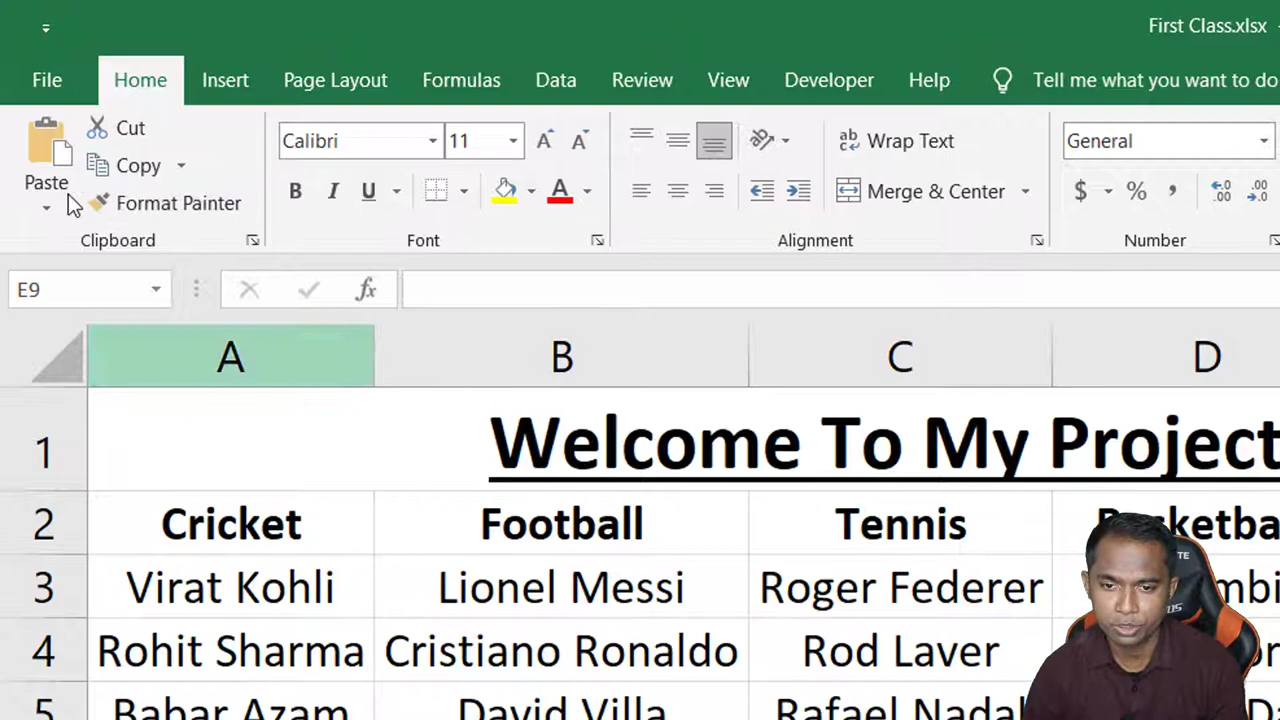 First Class.xlsx
File Home Insert Page Layout Formulas Data Review View Developer Help Tell me what you want to do
Cut
Copy
Paste
Format Painter
Clipboard
Calibri 11
B I U A
Font
ab Wrap Text
Merge & Center
Alignment
General
$ % ,
Number
E9 fx
A B C D
1 Welcome To My Project
2 Cricket Football Tennis
3 Virat Kohli Lionel Messi Roger Federer
4 Rohit Sharma Cristiano Ronaldo Rod Laver
5 Babar Azam David Villa Rafael Nadal